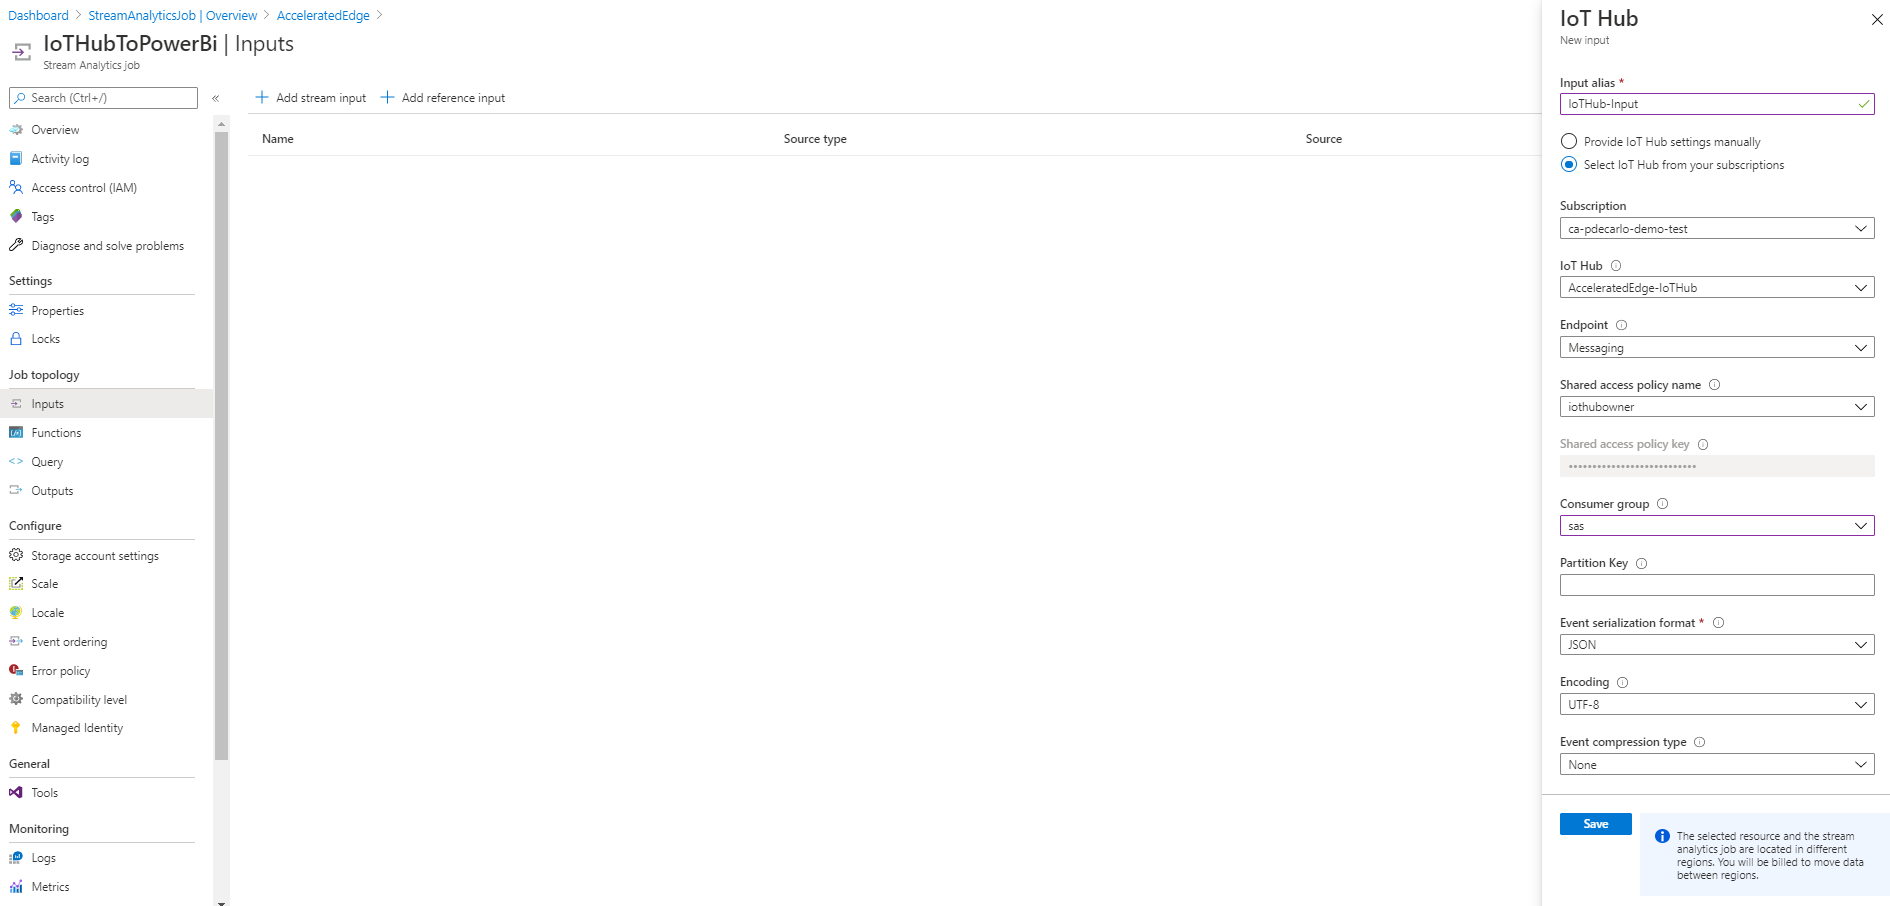 Dashboard > StreamAnalyticsJob | Overview > AcceleratedEdge >
IoTHubToPowerBi | Inputs
Stream Analytics job
Search (Ctrl+/)
«
Overview
Activity log
Access control (IAM)
Tags
Diagnose and solve problems
Settings
Properties
Locks
Job topology
Inputs
Functions
Query
Outputs
Configure
Storage account settings
Scale
Locale
Event ordering
Error policy
Compatibility level
Managed Identity
General
Tools
Monitoring
Logs
Metrics
+ Add stream input + Add reference input
Name Source type Source
IoT Hub
New input
Input alias *
IoTHub-Input
Provide IoT Hub settings manually
Select IoT Hub from your subscriptions
Subscription
ca-pdecarlo-demo-test
IoT Hub
AcceleratedEdge-IoTHub
Endpoint
Messaging
Shared access policy name
iothubowner
Shared access policy key
•••••••••••••••••••••••••••
Consumer group
sas
Partition Key
Event serialization format *
JSON
Encoding
UTF-8
Event compression type
None
Save
The selected resource and the stream
analytics job are located in different
regions. You will be billed to move data
between regions.